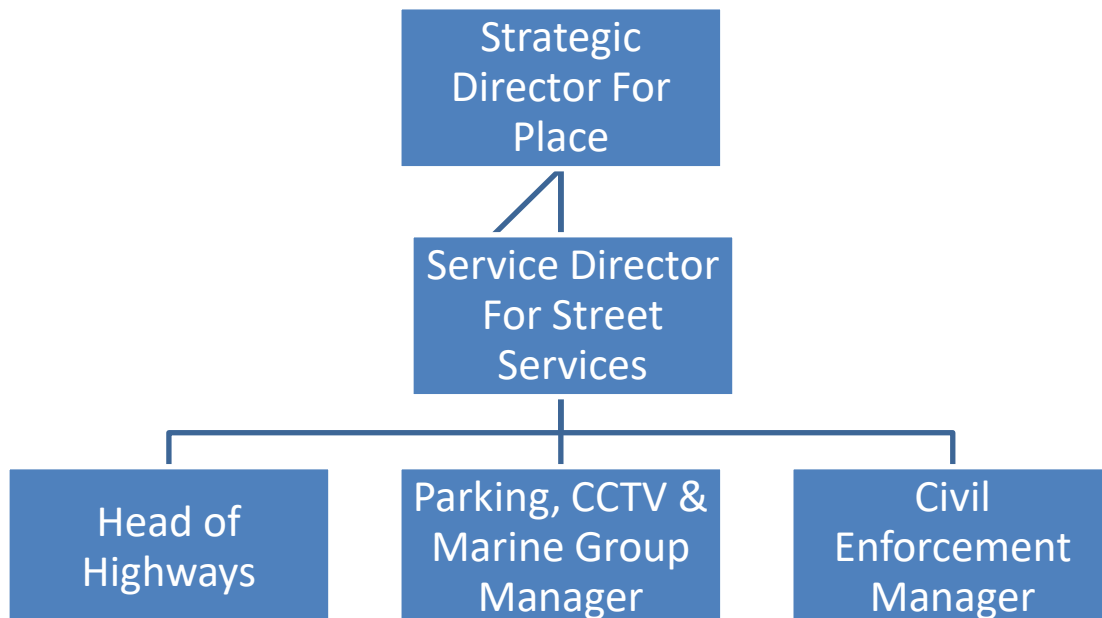 Strategic
Director For
Place
Service Director
For Street
Services
Head of
Highways
Parking, CCTV &
Marine Group
Manager
Civil
Enforcement
Manager